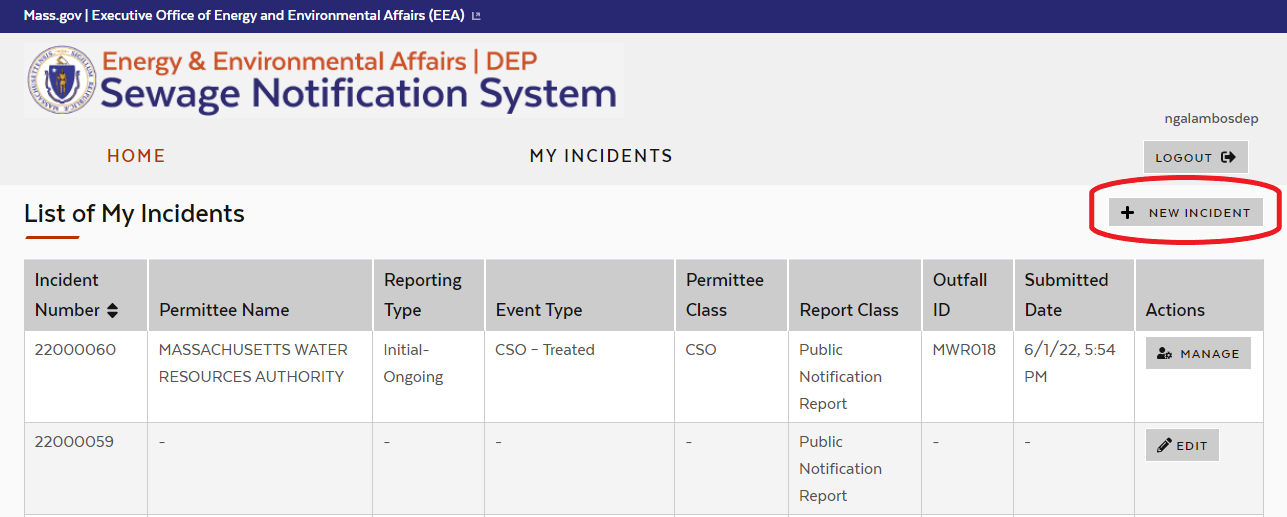 Mass.gov | Executive Office of Energy and Environmental Affairs (EEA)
Energy & Environmental Affairs | DEP
Sewage Notification System
ngalambosdep
HOME
MY INCIDENTS
LOGOUT
List of My Incidents
NEW INCIDENT
Incident
Number
Permittee Name
Reporting
Type
Event Type
Permittee
Class
Report Class
Outfall
ID
Submitted
Date
Actions
22000060
MASSACHUSETTS WATER
RESOURCES AUTHORITY
Initial-
Ongoing
CSO – Treated
CSO
Public
Notification
Report
MWR018
6/1/22, 5:54
PM
MANAGE
22000059
-
-
-
-
Public
Notification
Report
-
-
EDIT